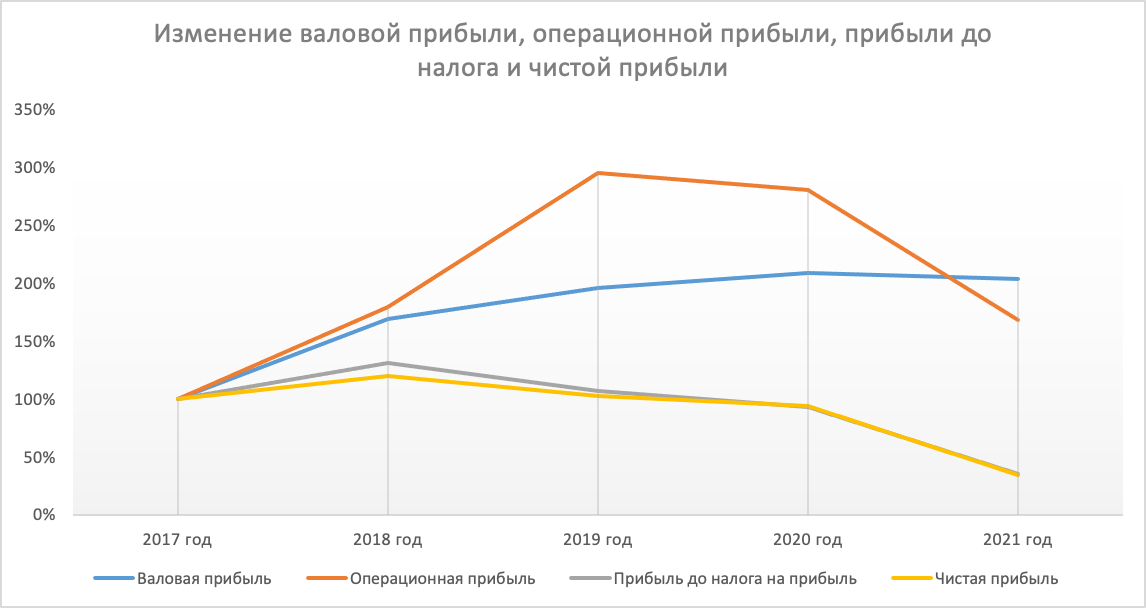 Изменение валовой прибыли, операционной прибыли, прибыли до
налога и чистой прибыли
350%
300%
250%
200%
150%
100%
50%
0%
2017 год 2018 год 2019 год 2020 год 2021 год
Валовая прибыль Операционная прибыль Прибыль до налога на прибыль Чистая прибыль